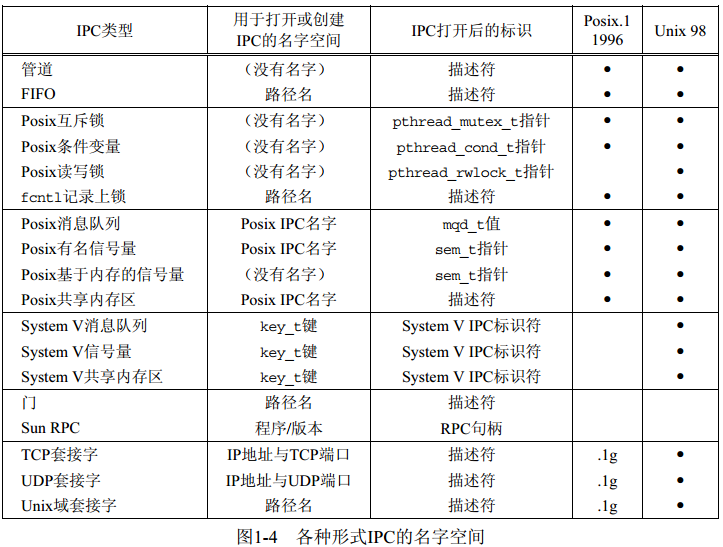 IPC类型 用于打开或创建IPC的名字空间 IPC打开后的标识 Posix.1 1996 Unix 98
管道 （没有名字） 描述符 • •
FIFO 路径名 描述符 • •
Posix互斥锁 （没有名字） pthread_mutex_t指针 • •
Posix条件变量 （没有名字） pthread_cond_t指针 • •
Posix读写锁 （没有名字） pthread_rwlock_t指针 •
fcntl记录上锁 路径名 描述符 • •
Posix消息队列 Posix IPC名字 mqd_t值 • •
Posix有名信号量 Posix IPC名字 sem_t指针 • •
Posix基于内存的信号量 （没有名字） sem_t指针 • •
Posix共享内存区 Posix IPC名字 描述符 • •
System V消息队列 key_t键 System V IPC标识符 •
System V信号量 key_t键 System V IPC标识符 •
System V共享内存区 key_t键 System V IPC标识符 •
门 路径名 描述符
Sun RPC 程序/版本 RPC句柄
TCP套接字 IP地址与TCP端口 描述符 .1g •
UDP套接字 IP地址与UDP端口 描述符 .1g •
Unix域套接字 路径名 描述符 .1g •
图1-4 各种形式IPC的名字空间